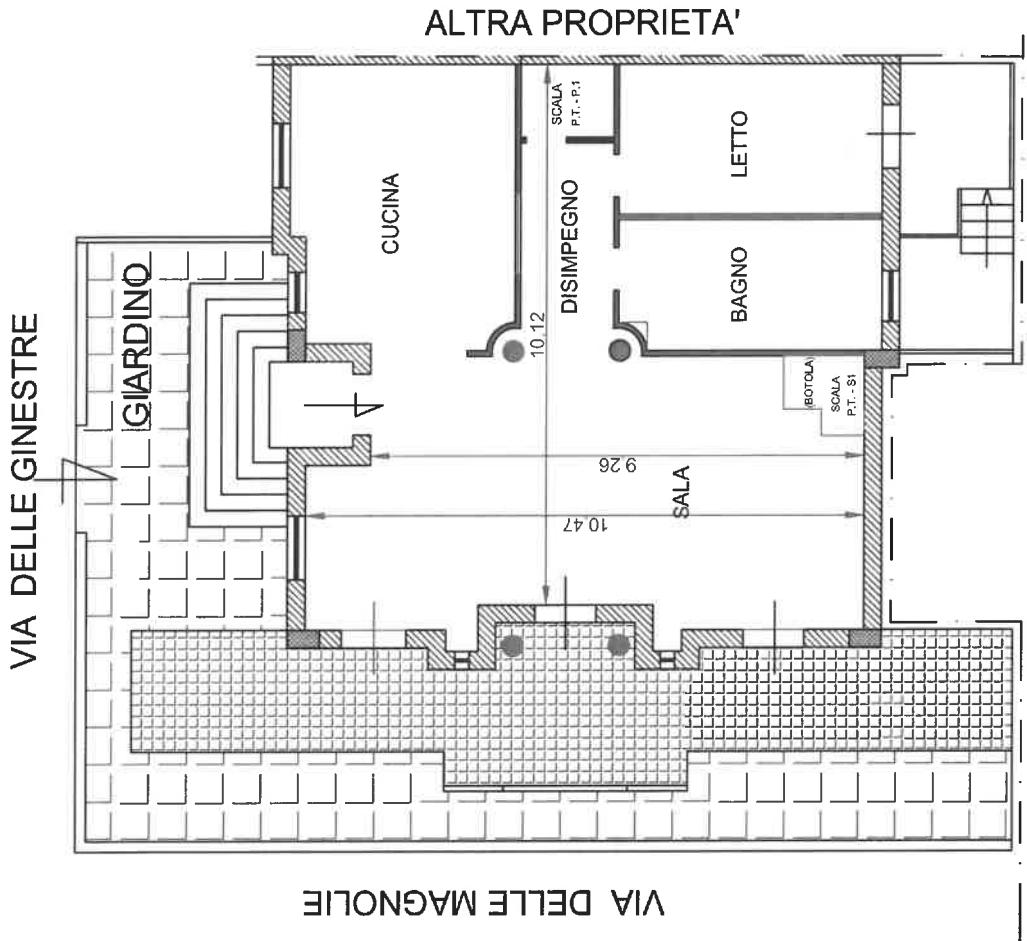 ALTRA PROPRIETA'
VIA DELLE GINESTRE
GIARDINO
CUCINA
SCALA
P.T. - P.1
DISIMPEGNO
LETTO
BAGNO
10,12
(BOTOLA)
SCALA
P.T. - S1
9.26
SALA
10.47
VIA DELLE MAGNOLIE